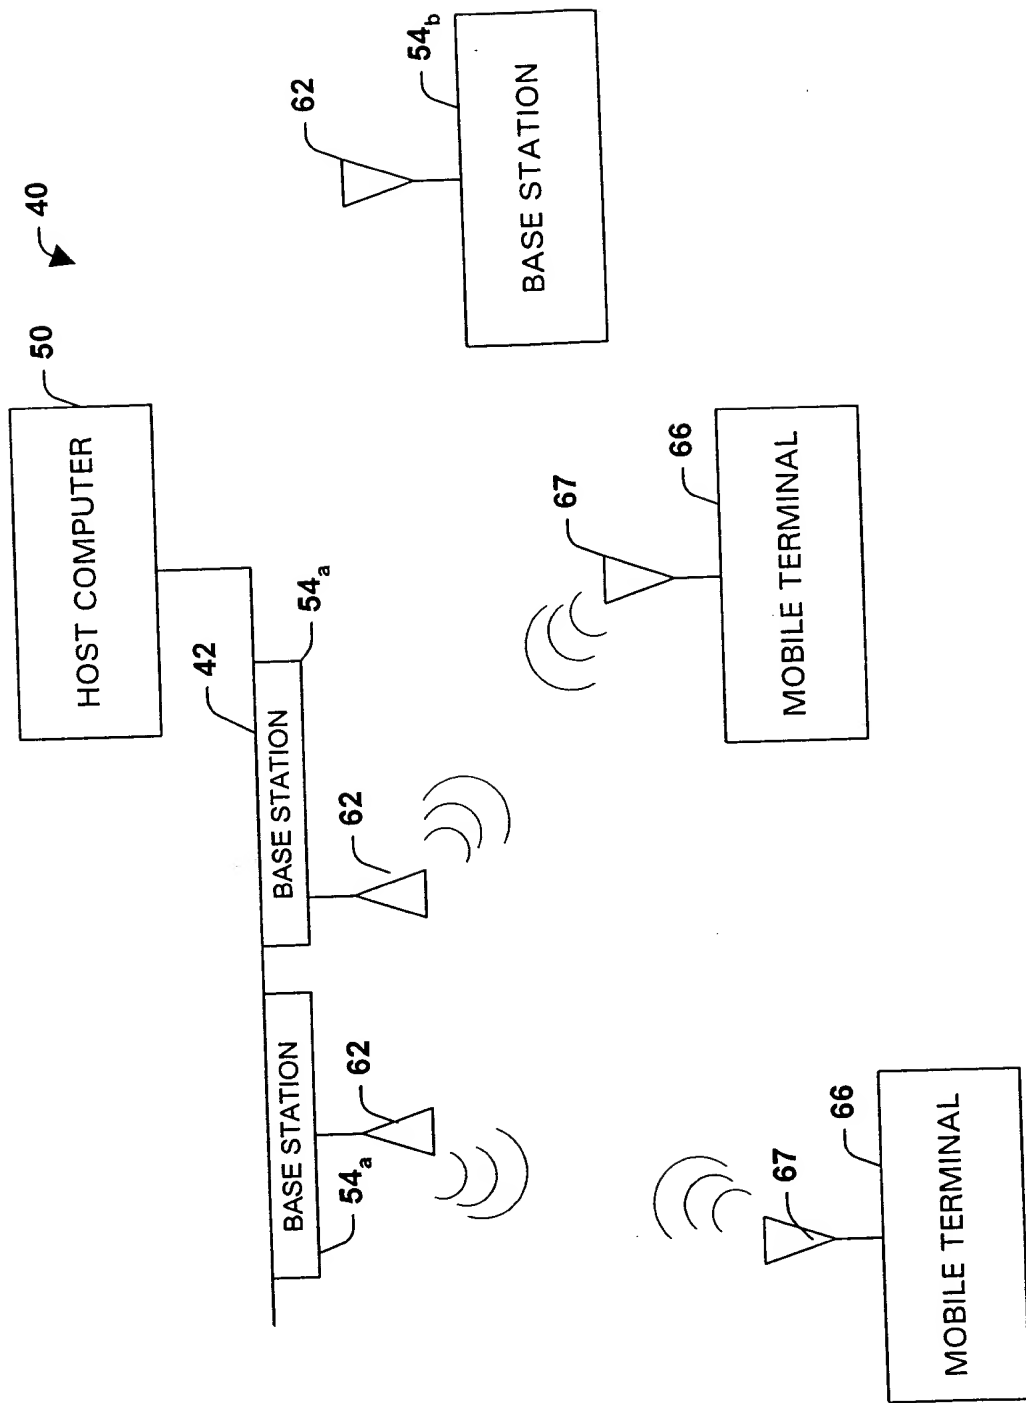 40
50
HOST COMPUTER
42
BASE STATION
BASE STATION
62
54a
62
62
54a
54b
BASE STATION
67
66
MOBILE TERMINAL
67
66
MOBILE TERMINAL